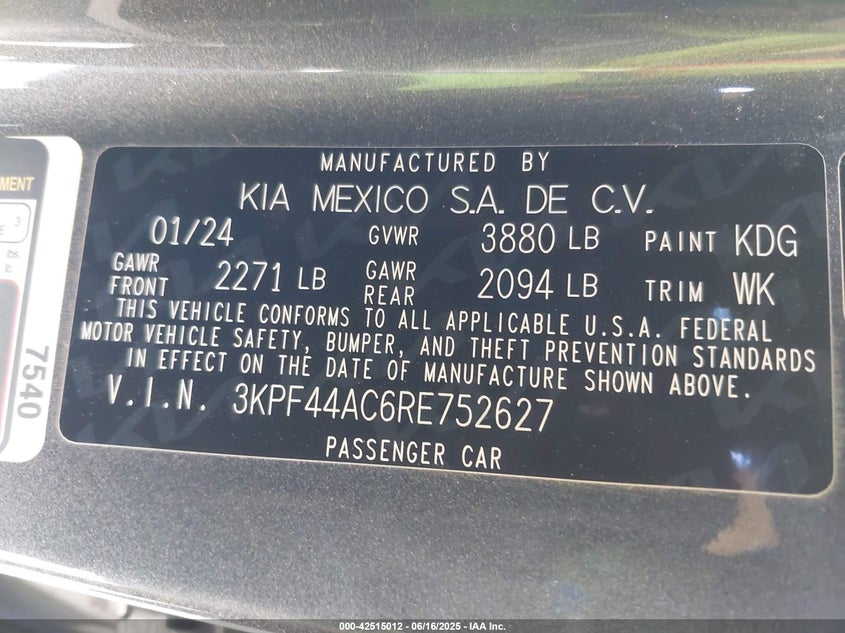 MANUFACTURED BY
KIA MEXICO S.A. DE C.V.
01/24 GVWR 3880 LB PAINT KDG
GAWR FRONT 2271 LB GAWR REAR 2094 LB TRIM WK
THIS VEHICLE CONFORMS TO ALL APPLICABLE U.S.A. FEDERAL
MOTOR VEHICLE SAFETY, BUMPER, AND THEFT PREVENTION STANDARDS
IN EFFECT ON THE DATE OF MANUFACTURE SHOWN ABOVE.
V.I.N. 3KPF44AC6RE752627
PASSENGER CAR
3
lbs
lb
7540
000-42515012 - 06/16/2025 - IAA Inc.